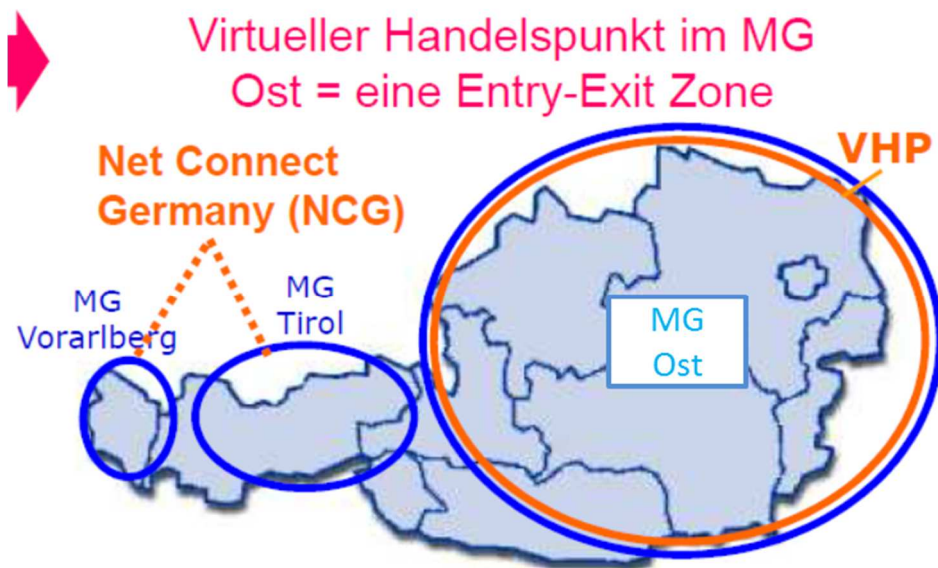 Virtueller Handelspunkt im MG
Ost = eine Entry-Exit Zone
VHP
Net Connect
Germany (NCG)
MG
Vorarlberg
MG
Tirol
MG
Ost